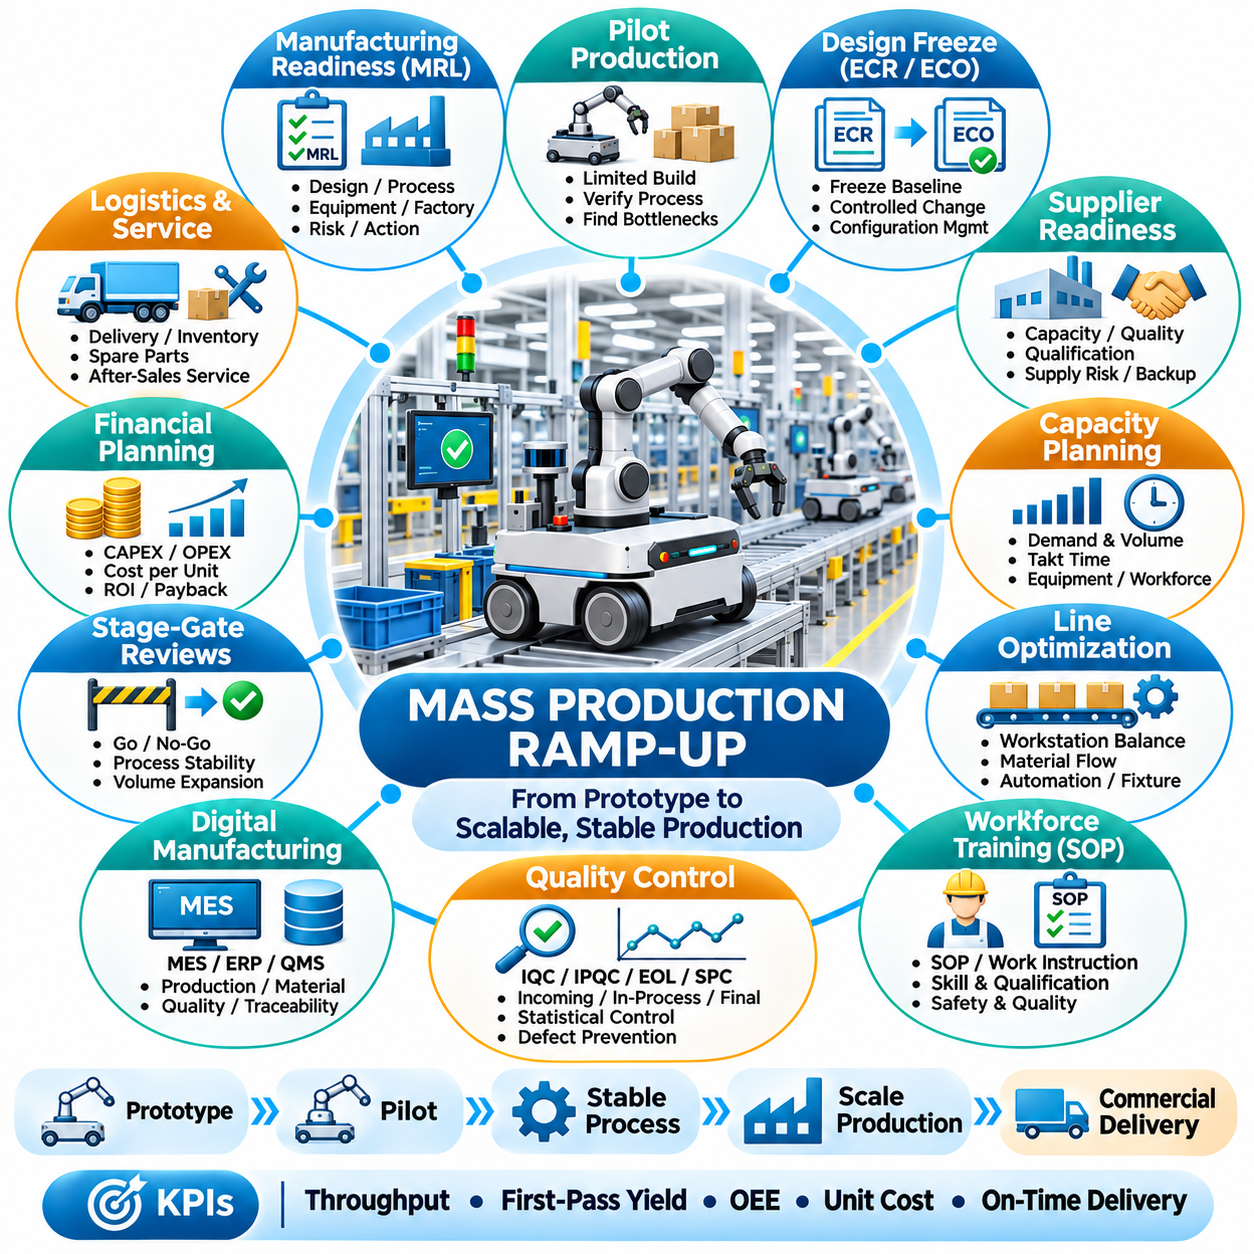 Manufacturing
Readiness (MRL)
MRL
• Design / Process
• Equipment / Factory
• Risk / Action
Pilot
Production
• Limited Build
• Verify Process
• Find Bottlenecks
Design Freeze
(ECR / ECO)
ECR
ECO
• Freeze Baseline
• Controlled Change
• Configuration Mgmt
Logistics &
Service
• Delivery / Inventory
• Spare Parts
• After-Sales Service
Supplier
Readiness
• Capacity / Quality
• Qualification
• Supply Risk / Backup
Financial
Planning
• CAPEX / OPEX
• Cost per Unit
• ROI / Payback
Capacity
Planning
• Demand & Volume
• Takt Time
• Equipment / Workforce
Stage-Gate
Reviews
• Go / No-Go
• Process Stability
• Volume Expansion
Line
Optimization
• Workstation Balance
• Material Flow
• Automation / Fixture
MASS PRODUCTION
RAMP-UP
From Prototype to
Scalable, Stable Production
Digital
Manufacturing
MES
MES / ERP / QMS
• Production / Material
• Quality / Traceability
Quality Control
IQC / IPQC / EOL / SPC
• Incoming / In-Process / Final
• Statistical Control
• Defect Prevention
Workforce
Training (SOP)
SOP
• SOP / Work Instruction
• Skill & Qualification
• Safety & Quality
Prototype
Pilot
Stable
Process
Scale
Production
Commercial
Delivery
KPIs
Throughput • First-Pass Yield • OEE • Unit Cost • On-Time Delivery